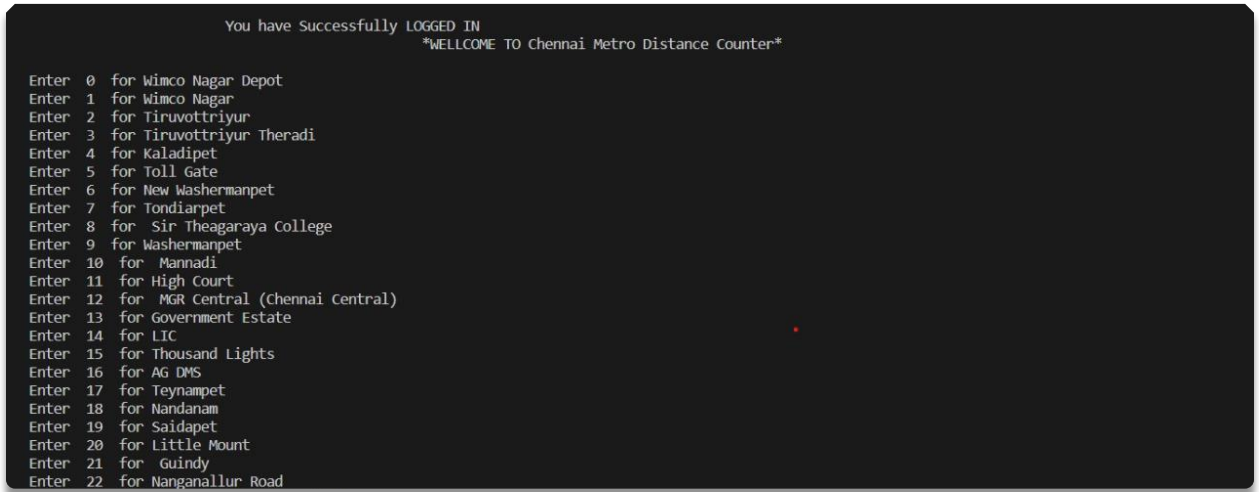 You have Successfully LOGGED IN
*WELLCOME TO Chennai Metro Distance Counter*
Enter 0 for Wimco Nagar Depot
Enter 1 for Wimco Nagar
Enter 2 for Tiruvottriyur
Enter 3 for Tiruvottriyur Theradi
Enter 4 for Kaladipet
Enter 5 for Toll Gate
Enter 6 for New Washermanpet
Enter 7 for Tondiarpet
Enter 8 for Sir Theagaraya College
Enter 9 for Washermanpet
Enter 10 for Mannadi
Enter 11 for High Court
Enter 12 for MGR Central (Chennai Central)
Enter 13 for Government Estate
Enter 14 for LIC
Enter 15 for Thousand Lights
Enter 16 for AG DMS
Enter 17 for Teynampet
Enter 18 for Nandanam
Enter 19 for Saidapet
Enter 20 for Little Mount
Enter 21 for Guindy
Enter 22 for Nanganallur Road